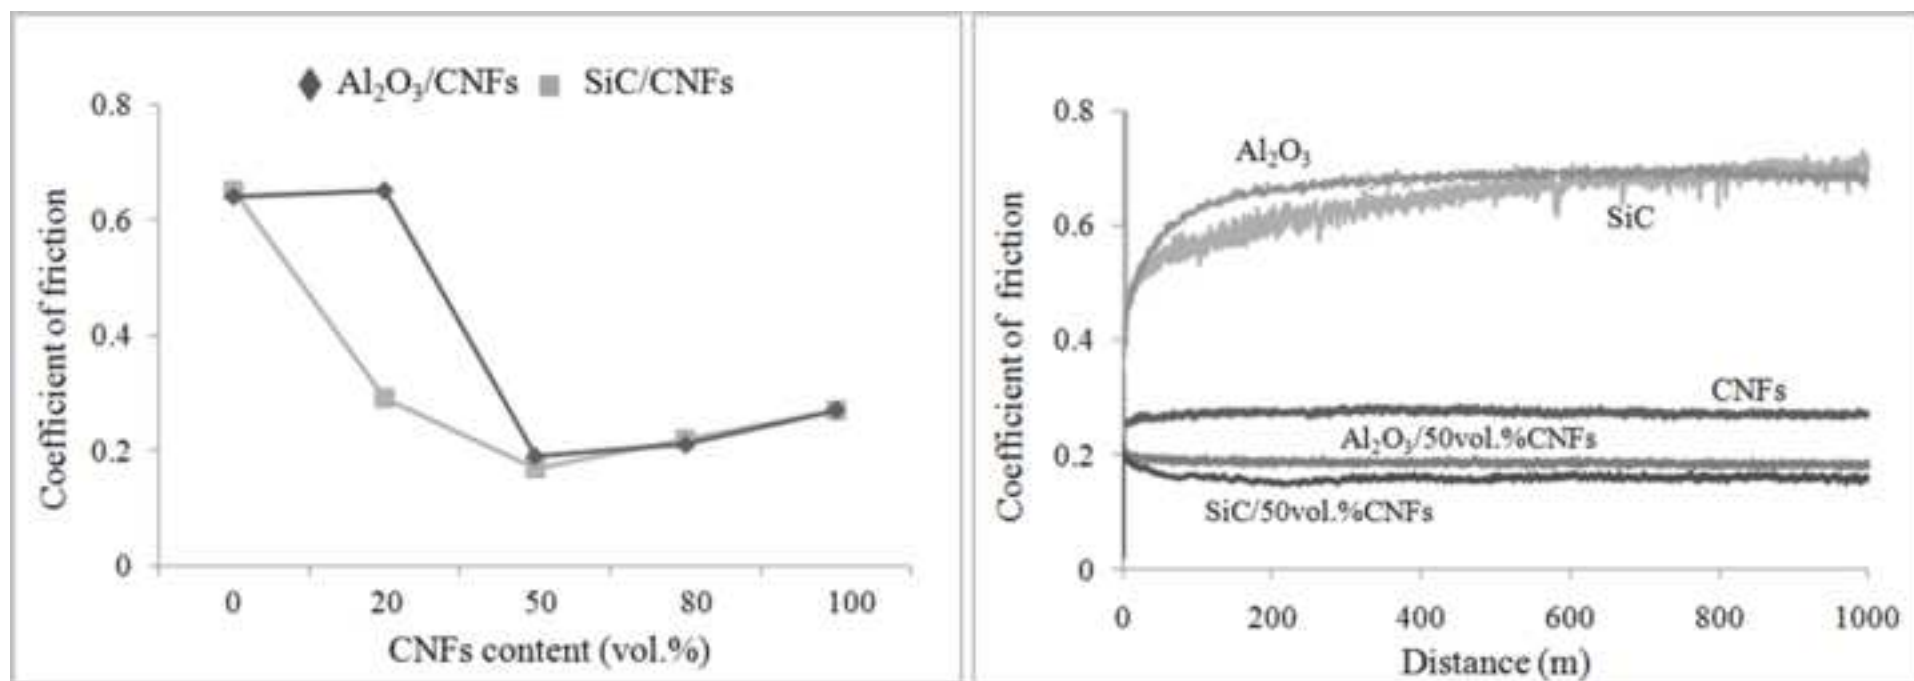 Al₂O₃/CNFs SiC/CNFs
0.8
0.6
0.4
0.2
0
Coefficient of friction
0 20 50 80 100
CNFs content (vol.%)
0.8
0.6
0.4
0.2
0
Coefficient of friction
Al₂O₃
SiC
CNFs
Al₂O₃/50vol.%CNFs
SiC/50vol.%CNFs
0 200 400 600 800 1000
Distance (m)